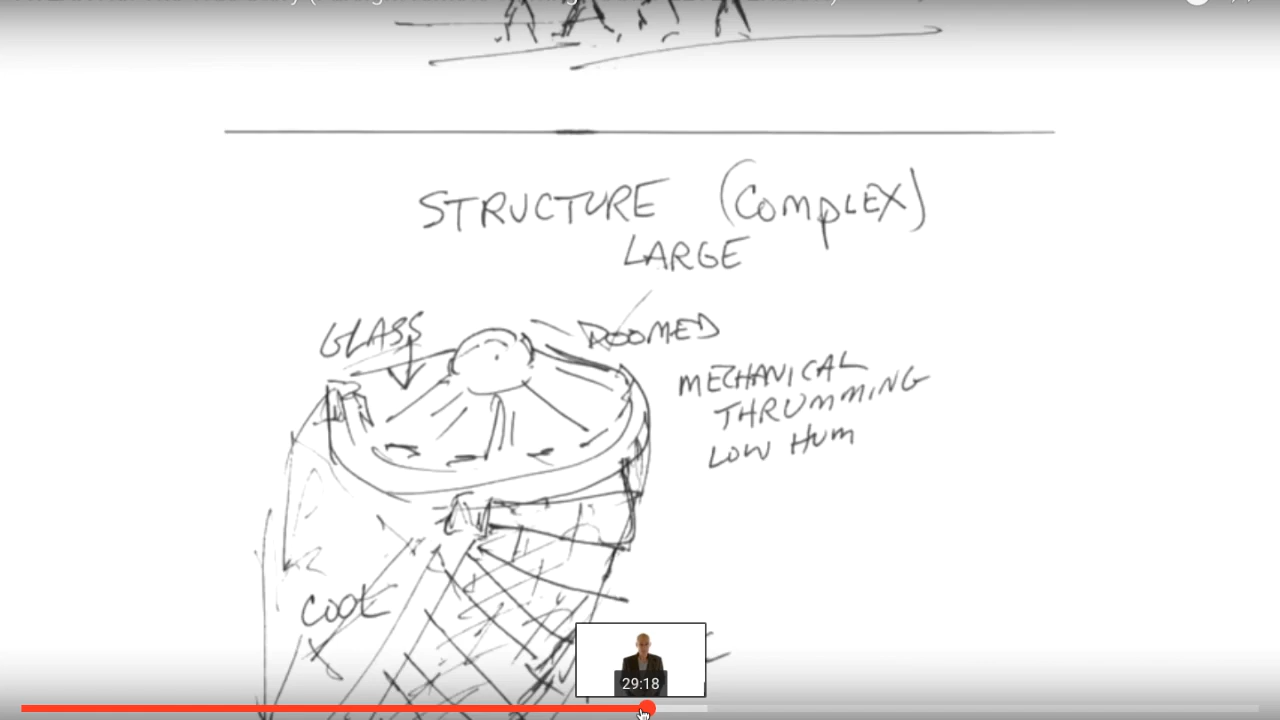 STRUCTURE (COMPLEX)
LARGE
GLASS
DOOMED
MECHANICAL
THRUMMING
LOW HUM
COOL
29:18